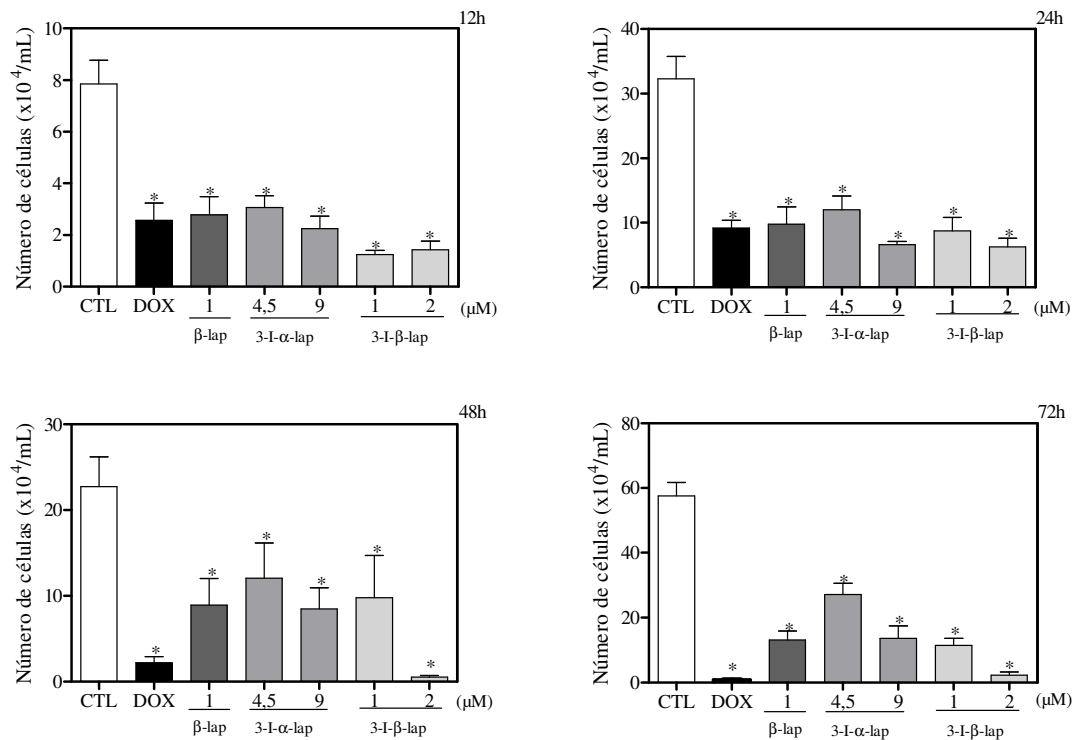 12h
Número de células (x10⁴/mL)
10
8
6
4
2
0
* * * * * *
CTL DOX 1 4,5 9 1 2 (µM)
β-lap 3-I-α-lap 3-I-β-lap
24h
Número de células (x10⁴/mL)
40
30
20
10
0
* * * * * *
CTL DOX 1 4,5 9 1 2 (µM)
β-lap 3-I-α-lap 3-I-β-lap
48h
Número de células (x10⁴/mL)
30
20
10
0
* * * * * *
CTL DOX 1 4,5 9 1 2 (µM)
β-lap 3-I-α-lap 3-I-β-lap
72h
Número de células (x10⁴/mL)
80
60
40
20
0
* * * * * *
CTL DOX 1 4,5 9 1 2 (µM)
β-lap 3-I-α-lap 3-I-β-lap